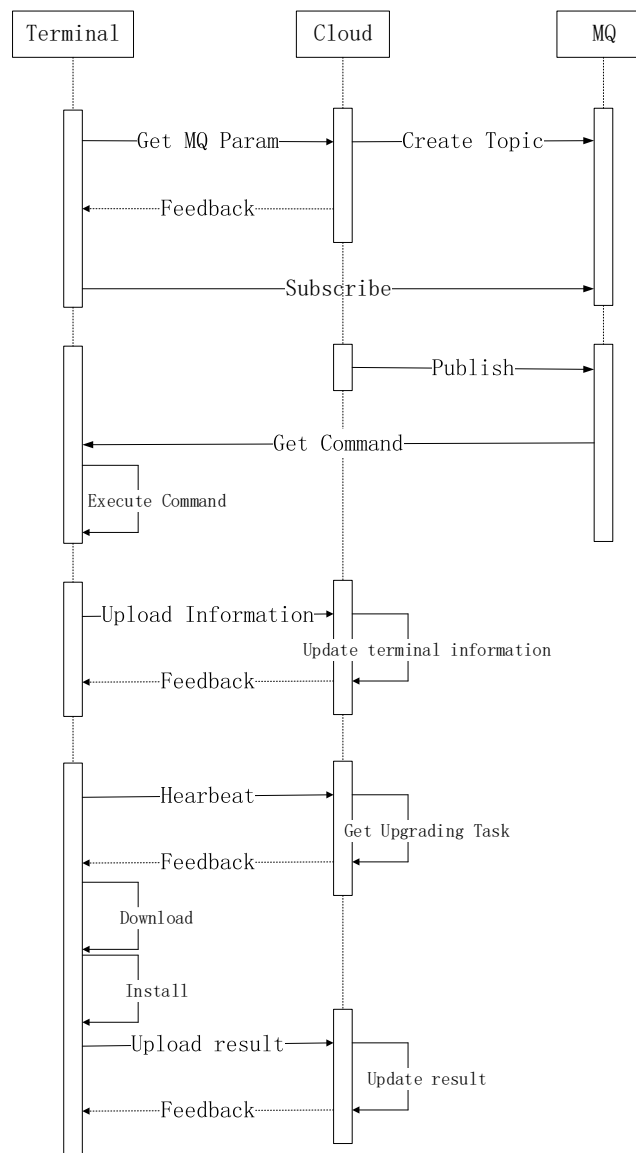 Terminal
Cloud
MQ
Get MQ Param
Create Topic
Feedback
Subscribe
Publish
Get Command
Execute Command
Upload Information
Update terminal information
Feedback
Hearbeat
Get Upgrading Task
Feedback
Download
Install
Upload result
Update result
Feedback